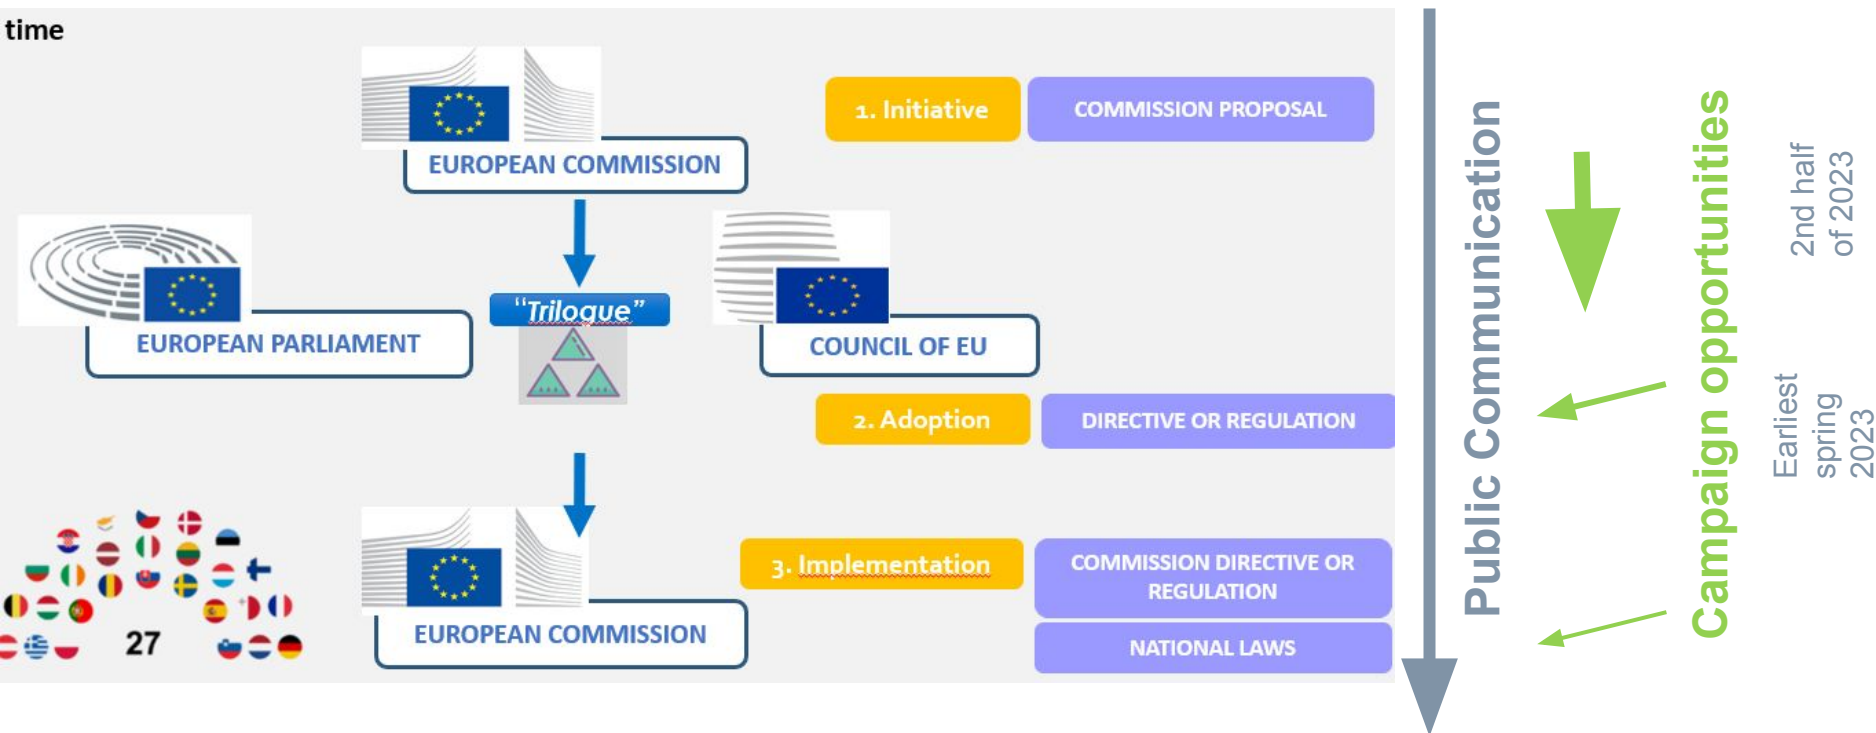 time
1. Initiative
COMMISSION PROPOSAL
EUROPEAN COMMISSION
“Trilogue”
EUROPEAN PARLIAMENT
COUNCIL OF EU
2. Adoption
DIRECTIVE OR REGULATION
3. Implementation
COMMISSION DIRECTIVE OR
REGULATION
27
EUROPEAN COMMISSION
NATIONAL LAWS
Public Communication
Campaign opportunities
2nd half
of 2023
Earliest
spring
2023